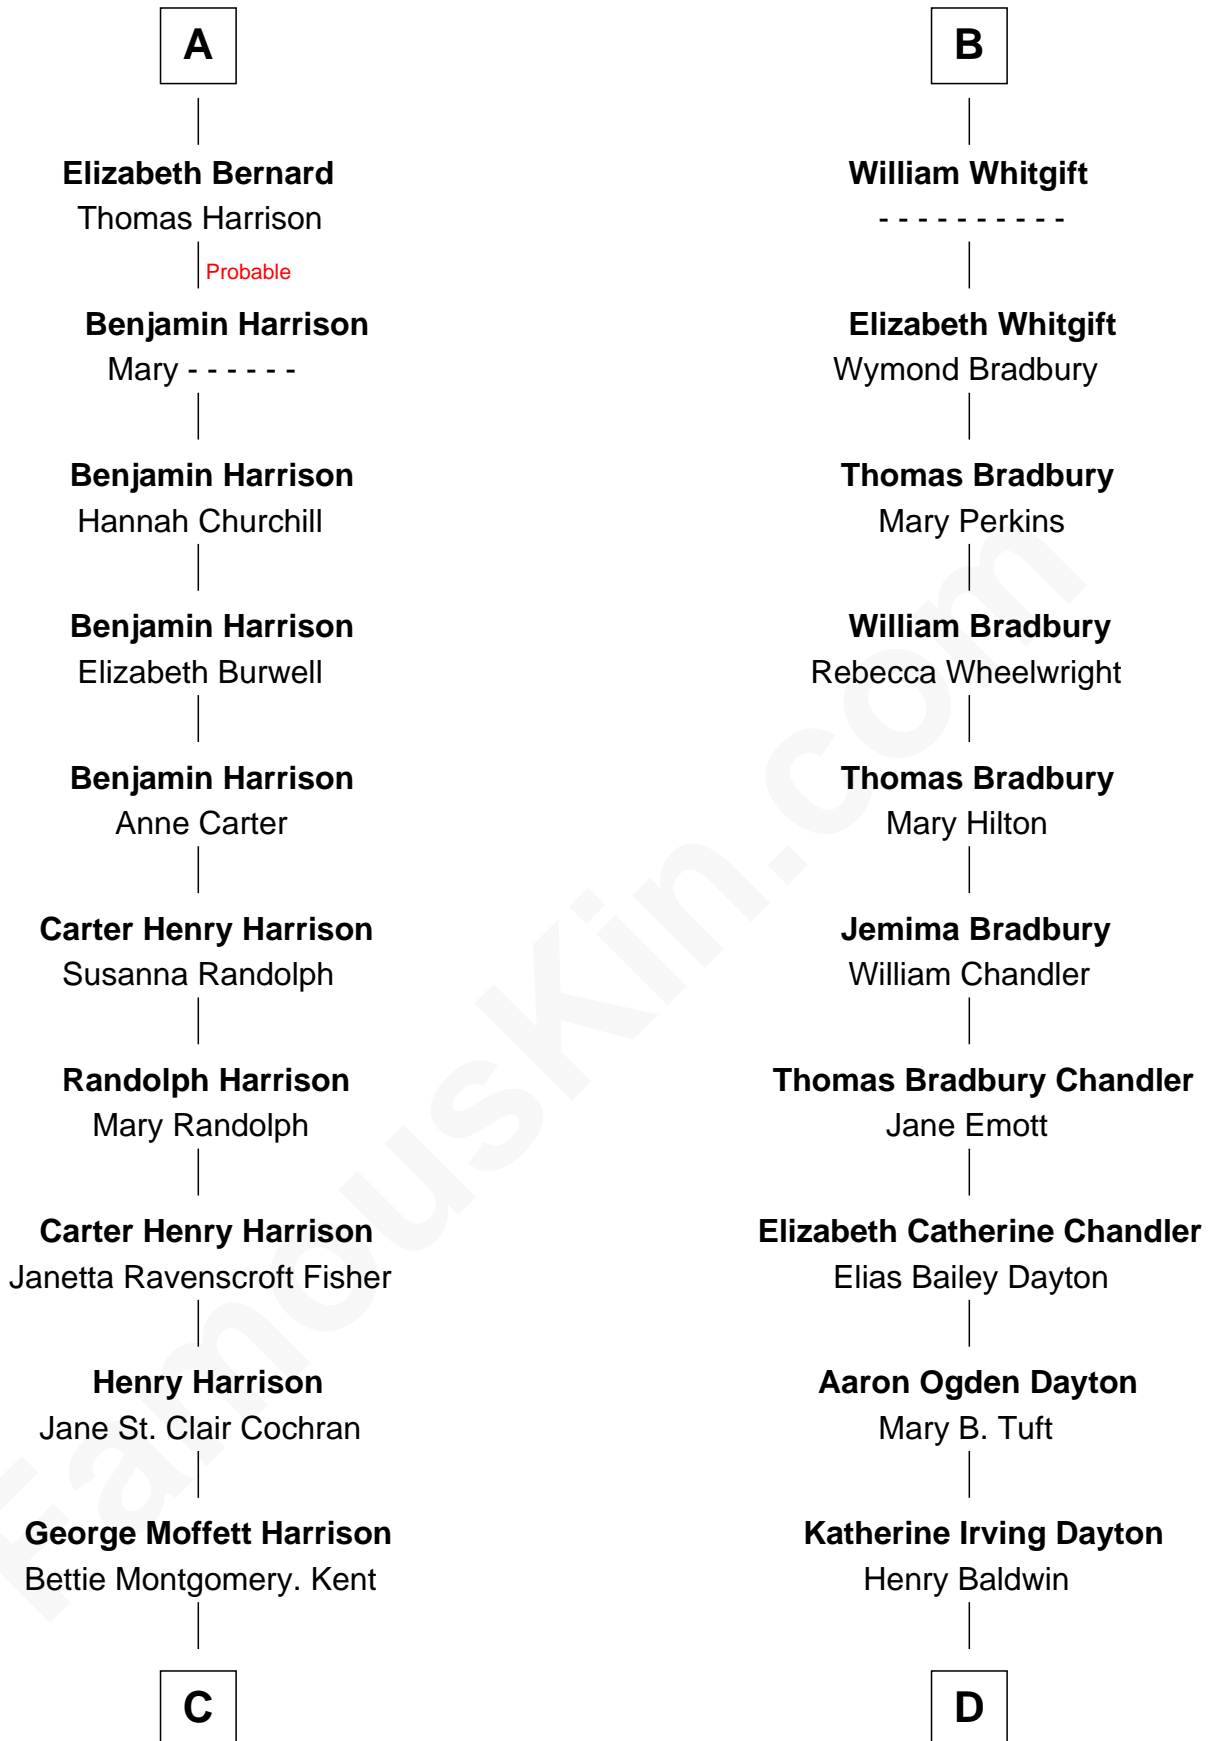 A
Elizabeth Bernard
Thomas Harrison
Probable
Benjamin Harrison
Mary - - - - - -
Benjamin Harrison
Hannah Churchill
Benjamin Harrison
Elizabeth Burwell
Benjamin Harrison
Anne Carter
Carter Henry Harrison
Susanna Randolph
Randolph Harrison
Mary Randolph
Carter Henry Harrison
Janetta Ravenscroft Fisher
Henry Harrison
Jane St. Clair Cochran
George Moffett Harrison
Bettie Montgomery. Kent
C
B
William Whitgift
- - - - - - - - - -
Elizabeth Whitgift
Wymond Bradbury
Thomas Bradbury
Mary Perkins
William Bradbury
Rebecca Wheelwright
Thomas Bradbury
Mary Hilton
Jemima Bradbury
William Chandler
Thomas Bradbury Chandler
Jane Emott
Elizabeth Catherine Chandler
Elias Bailey Dayton
Aaron Ogden Dayton
Mary B. Tuft
Katherine Irving Dayton
Henry Baldwin
D
FamousKin.com